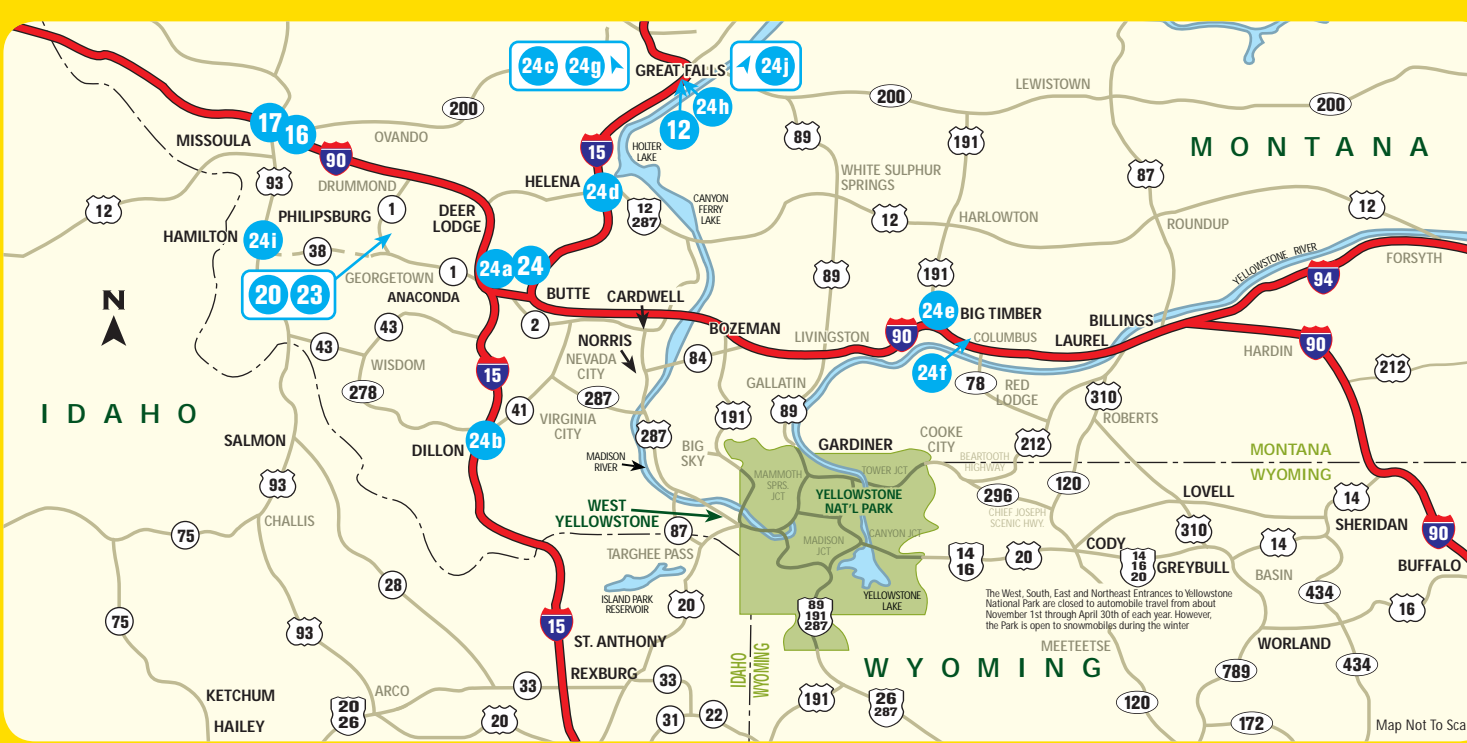 24c 24g
GREAT FALLS
24j
LEWISTOWN
200
200
200
12
24h
17
16
MISSOULA
OVANDO
90
15
89
191
MONTANA
HOLTER
LAKE
93
DRUMMOND
HELENA
24d
WHITE SULPHUR
SPRINGS
87
12
PHILIPSBURG
1
DEER
LODGE
12
287
CANYON
FERRY
LAKE
12
HARLOWTON
ROUNDUP
12
HAMILTON
24i
38
GEORGETOWN
1
24a
24
89
191
YELLOWSTONE RIVER
FORSYTH
94
20 23
ANACONDA
BUTTE
CARDWELL
N
43
43
2
BOZEMAN
LIVINGSTON
90
24e
BIG TIMBER
COLUMBUS
BILLINGS
LAUREL
90
HARDIN
NORRIS
NEVADA
CITY
84
WISDOM
278
15
287
GALLATIN
24f
78
RED
LODGE
212
IDAHO
41
VIRGINIA
CITY
191
89
310
ROBERTS
SALMON
DILLON
24b
287
BIG
SKY
GARDINER
COOKE
CITY
212
MADISON
RIVER
BEARTOOTH
HIGHWAY
MONTANA
WYOMING
93
MAMMOTH
SPRS.
JCT
TOWER JCT
YELLOWSTONE
NAT'L PARK
296
120
LOVELL
14
WEST
YELLOWSTONE
CHIEF JOSEPH
SCENIC HWY.
CHALLIS
75
87
MADISON
JCT
CANYON JCT
310
SHERIDAN
90
TARGHEE PASS
14
16
20
CODY
14
16
20
GREYBULL
14
BASIN
BUFFALO
28
ISLAND PARK
RESERVOIR
20
YELLOWSTONE
LAKE
434
16
The West, South, East and Northeast Entrances to Yellowstone
National Park are closed to automobile travel from about
November 1st through April 30th of each year. However,
the Park is open to snowmobiles during the winter
75
93
15
89
191
287
ST. ANTHONY
MEETEETSE
WORLAND
IDAHO
WYOMING
WYOMING
789
434
REXBURG
33
33
KETCHUM
ARCO
20
26
20
191
26
287
120
HAILEY
31
22
172
Map Not To Sca